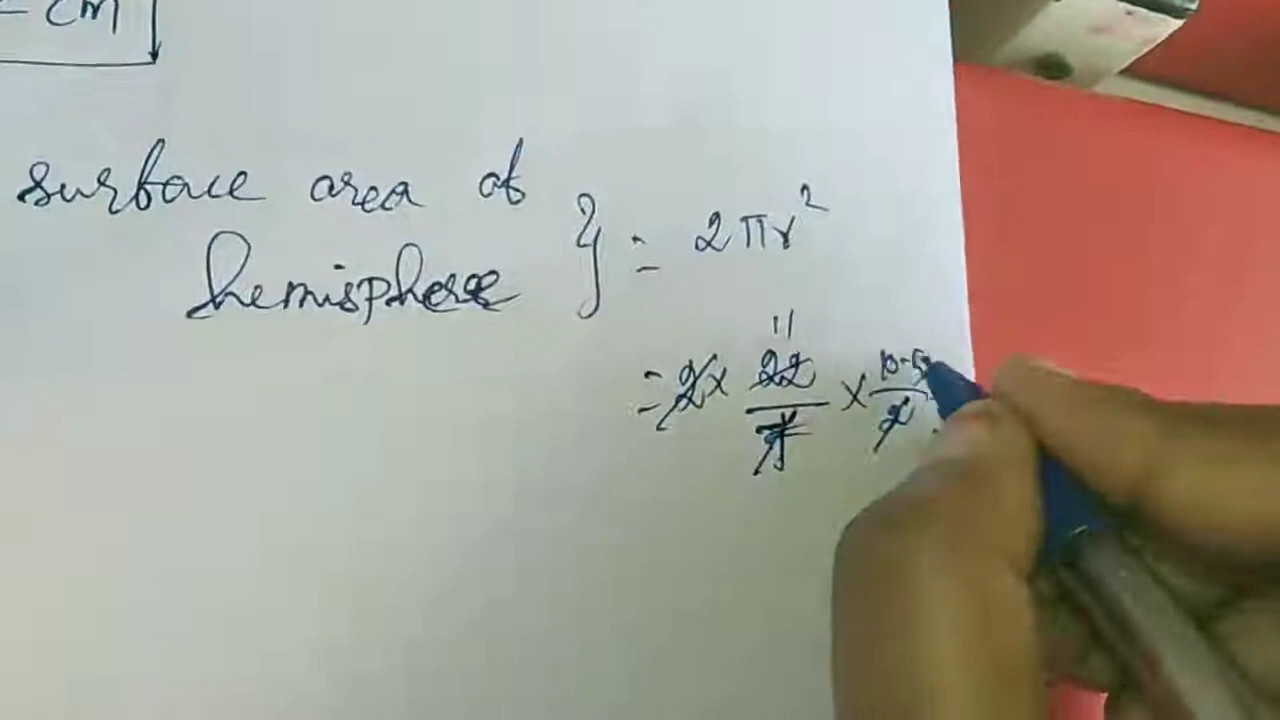 cm
surface area of
hemisphere } = 2πr²
11
= 2 × 22/7 × 10.5/2